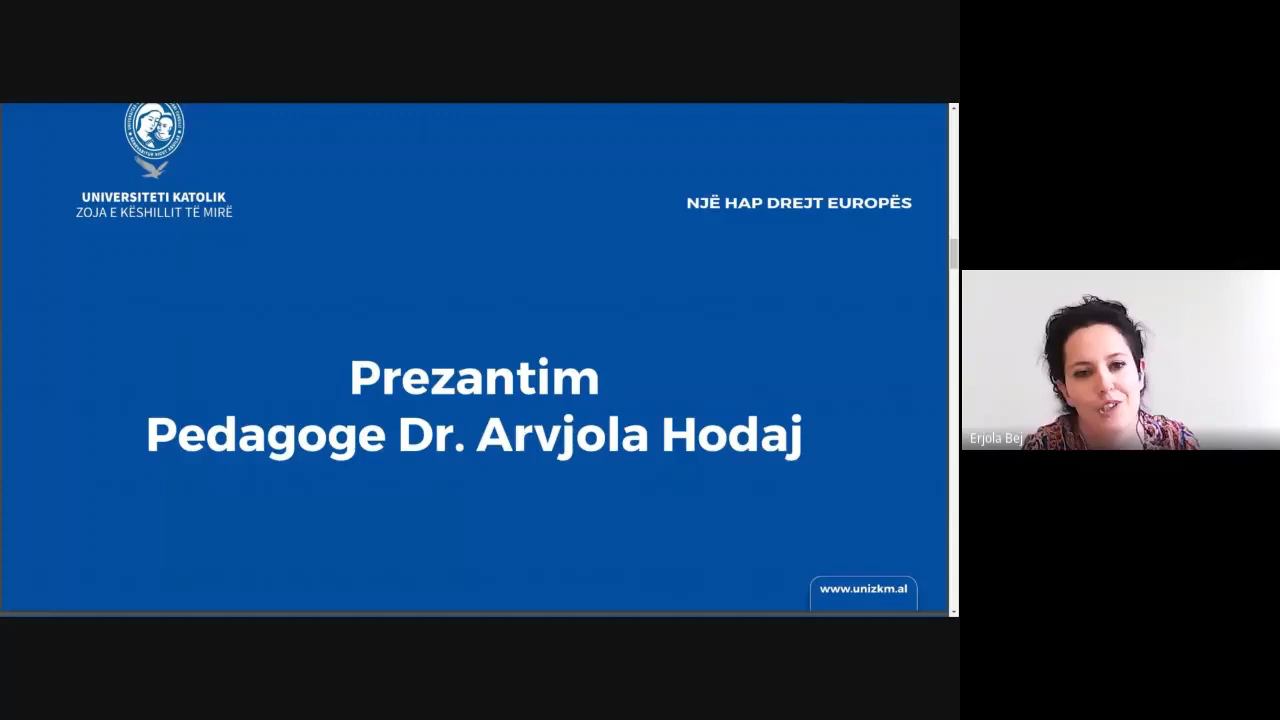 UNIVERSITETI KATOLIK
ZOJA E KËSHILLIT TË MIRË
NJË HAP DREJT EUROPËS
Prezantim
Pedagoge Dr. Arvjola Hodaj
www.unizkm.al
Erjola Bej